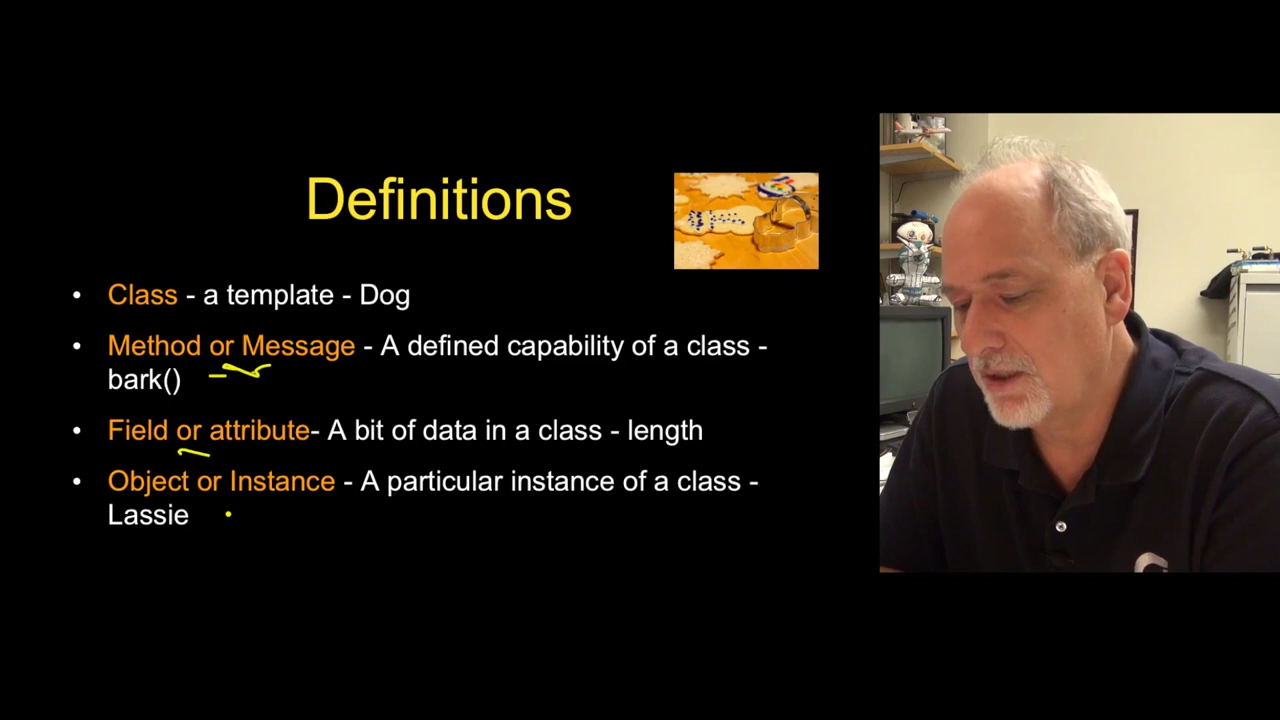 Definitions
• Class - a template - Dog
• Method or Message - A defined capability of a class -
bark()
• Field or attribute- A bit of data in a class - length
• Object or Instance - A particular instance of a class -
Lassie